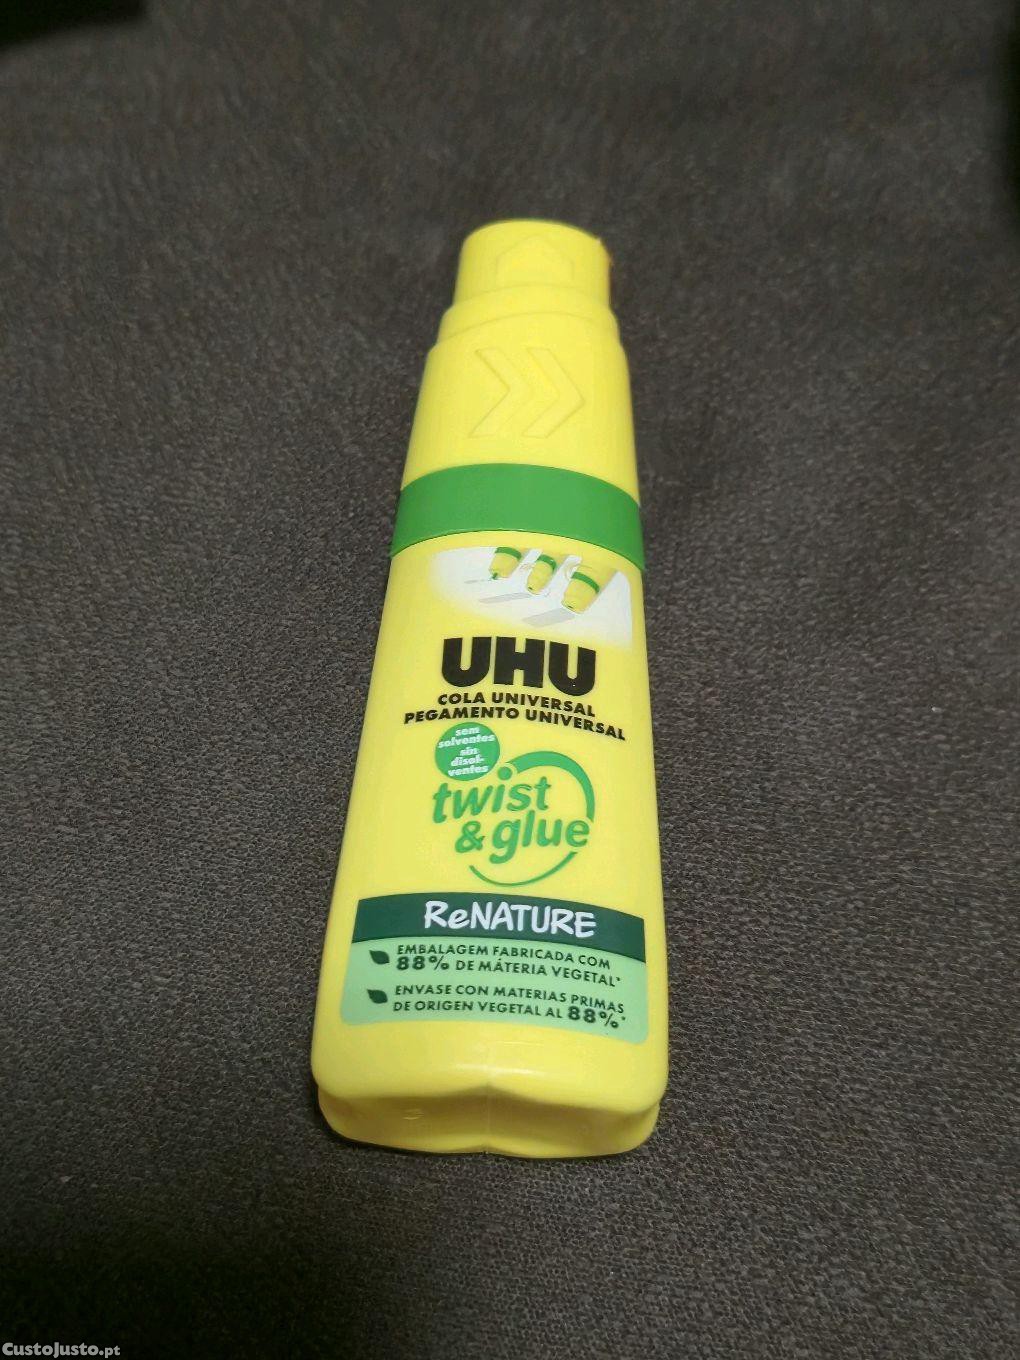 UHU
COLA UNIVERSAL
PEGAMENTO UNIVERSAL
sem
solventes
sin
disol-
ventes
twist
& glue
ReNATURE
EMBALAGEM FABRICADA COM
88% DE MÁTERIA VEGETAL*
ENVASE CON MATERIAS PRIMAS
DE ORIGEN VEGETAL AL 88%*
CustoJusto.pt